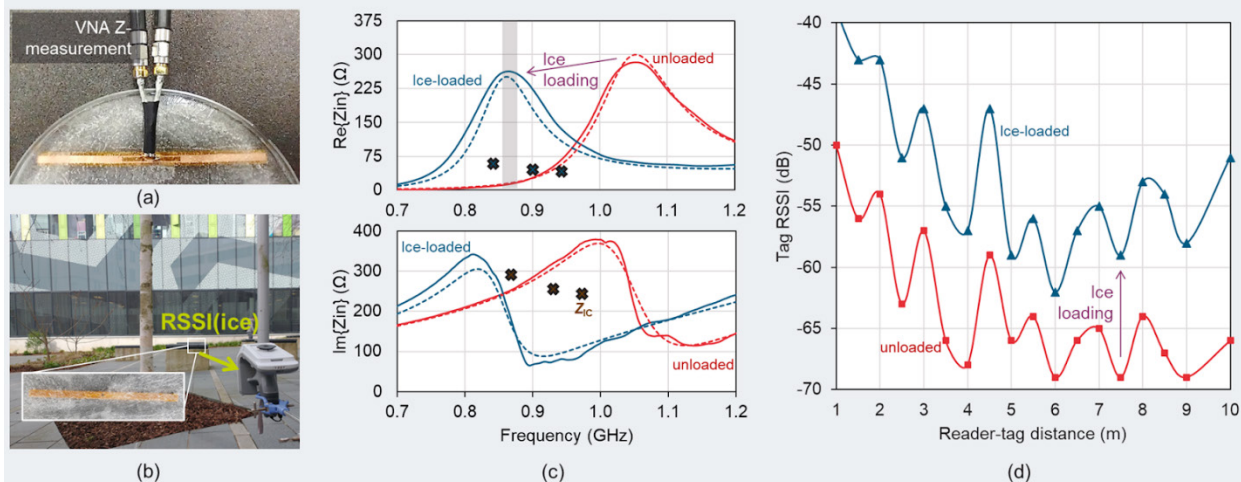 VNA Z-
measurement
(a)
RSSI(ice)
(b)
375
300
225
150
75
0
Re{Zin} (Ω)
Ice-loaded
Ice
loading
unloaded
0.7 0.8 0.9 1.0 1.1 1.2
400
300
200
100
0
Im{Zin} (Ω)
Ice-loaded
ZIC
unloaded
0.7 0.8 0.9 1.0 1.1 1.2
Frequency (GHz)
(c)
-40
-45
-50
-55
-60
-65
-70
Tag RSSI (dB)
Ice-loaded
Ice
loading
unloaded
1 2 3 4 5 6 7 8 9 10
Reader-tag distance (m)
(d)